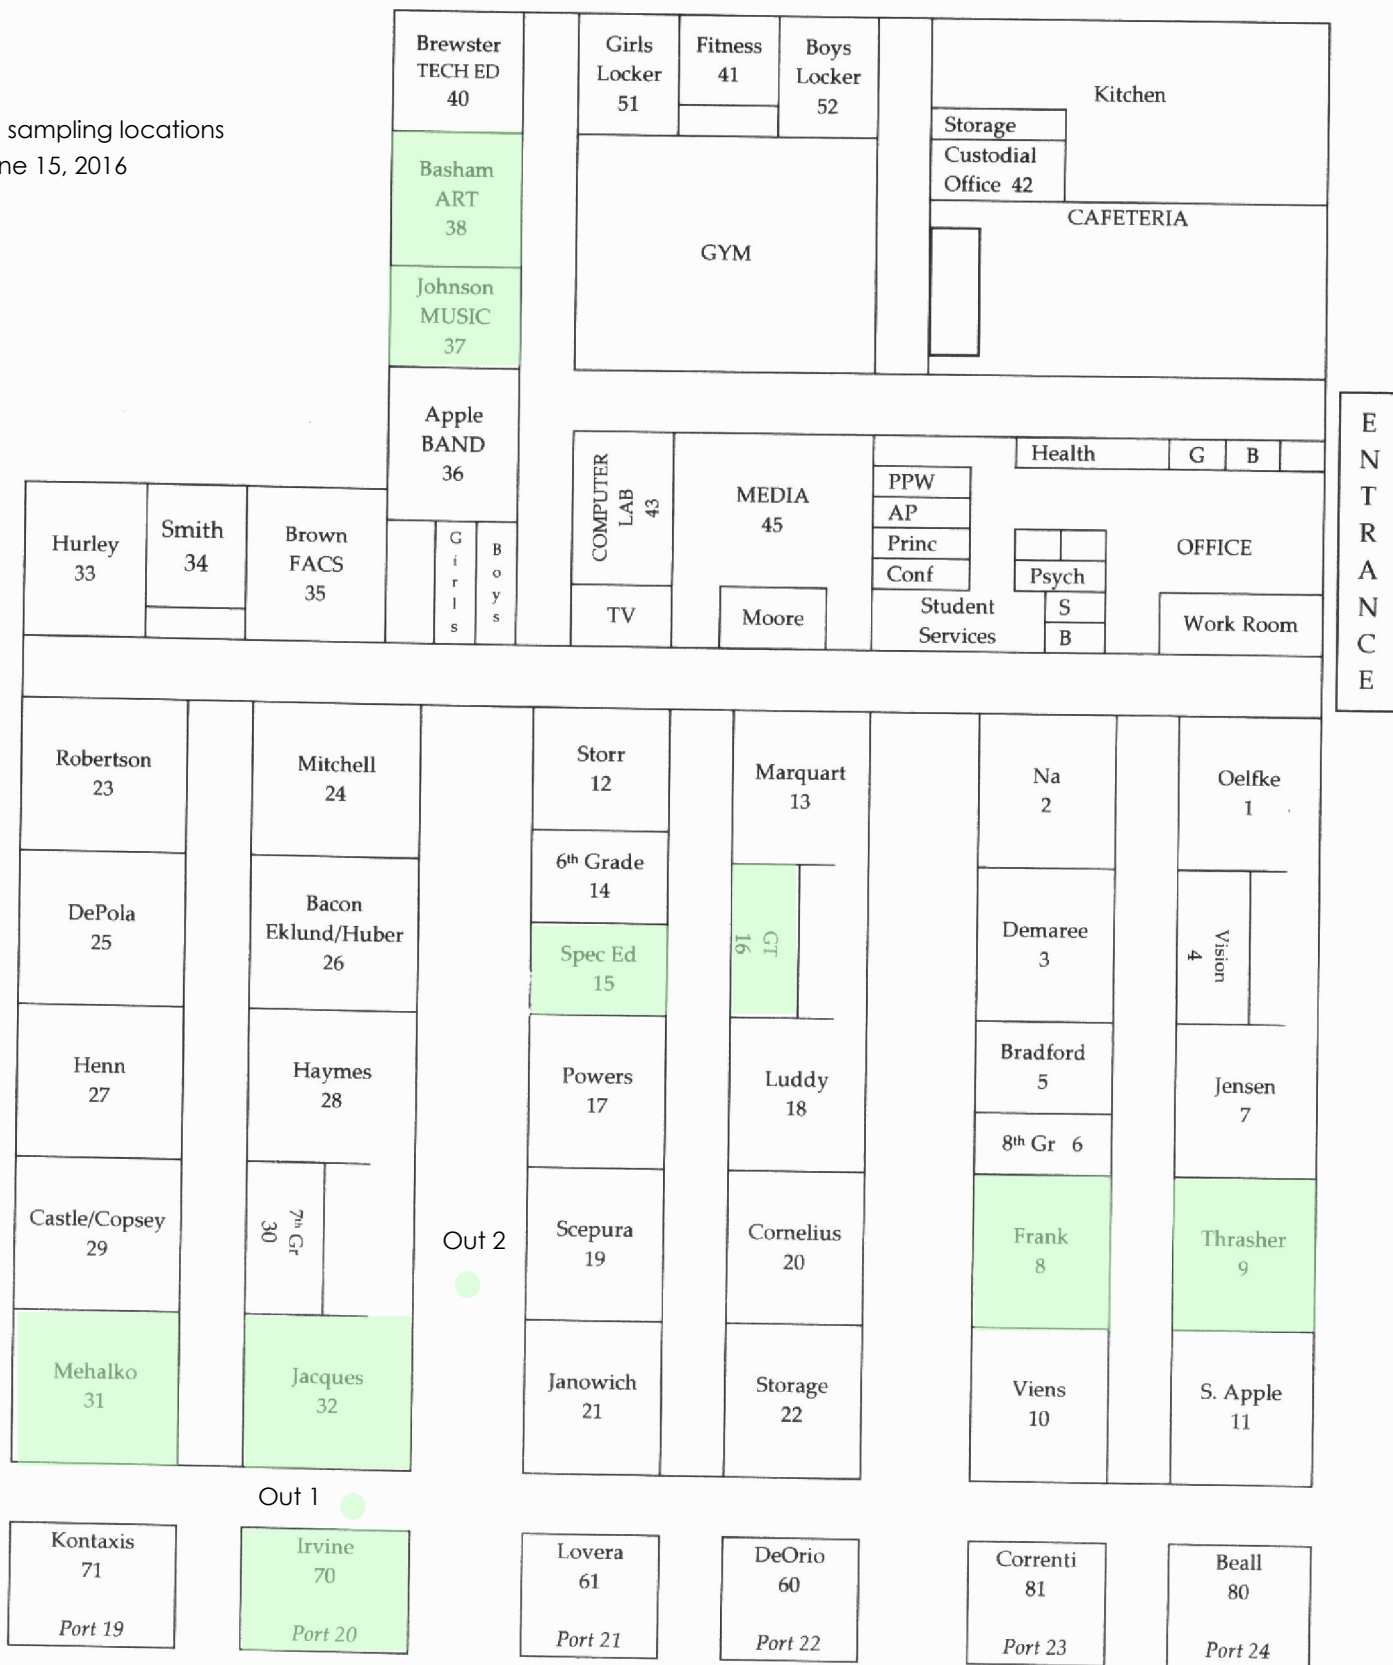 sampling locations
ne 15, 2016
Brewster
TECH ED
40
Girls
Locker
51
Fitness
41
Boys
Locker
52
Kitchen
Storage
Custodial
Office 42
CAFETERIA
Basham
ART
38
GYM
Johnson
MUSIC
37
Apple
BAND
36
ENTRANCE
Hurley
33
Smith
34
Brown
FACS
35
Girls
Boys
COMPUTER
LAB
43
TV
MEDIA
45
Moore
PPW
AP
Princ
Conf
Student
Services
Health
G
B
Psych
S
B
OFFICE
Work Room
Robertson
23
Mitchell
24
Storr
12
Marquart
13
Na
2
Oelfke
1
6th Grade
14
DePola
25
Bacon
Eklund/Huber
26
Spec Ed
15
GT
16
Demaree
3
Vision
4
Henn
27
Haymes
28
Powers
17
Luddy
18
Bradford
5
8th Gr 6
Jensen
7
Castle/Copsey
29
7th Gr
30
Out 2
Scepura
19
Cornelius
20
Frank
8
Thrasher
9
Mehalko
31
Jacques
32
Janowich
21
Storage
22
Viens
10
S. Apple
11
Out 1
Kontaxis
71
Port 19
Irvine
70
Port 20
Lovera
61
Port 21
DeOrio
60
Port 22
Correnti
81
Port 23
Beall
80
Port 24